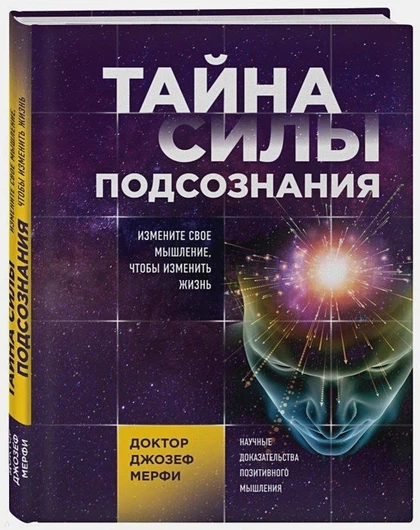 ТАЙНА
СИЛЫ
ПОДСОЗНАНИЯ
ИЗМЕНИТЕ СВОЕ
МЫШЛЕНИЕ,
ЧТОБЫ ИЗМЕНИТЬ
ЖИЗНЬ
ДОКТОР
ДЖОЗЕФ
МЕРФИ
НАУЧНЫЕ
ДОКАЗАТЕЛЬСТВА
ПОЗИТИВНОГО
МЫШЛЕНИЯ
ИЗМЕНИТЕ СВОЕ МЫШЛЕНИЕ,
ЧТОБЫ ИЗМЕНИТЬ ЖИЗНЬ
ТАЙНА СИЛЫ
ПОДСОЗНАНИЯ
ДОКТОР
ДЖОЗЕФ
МЕРФИ